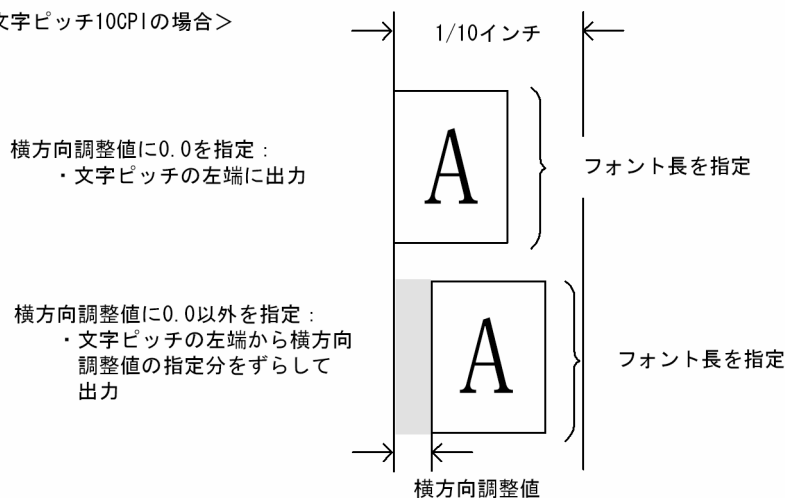 文字ピッチ10CPIの場合＞
1/10インチ
横方向調整値に0.0を指定：
・文字ピッチの左端に出力
A
フォント長を指定
横方向調整値に0.0以外を指定：
・文字ピッチの左端から横方向
調整値の指定分をずらして
出力
A
フォント長を指定
横方向調整値